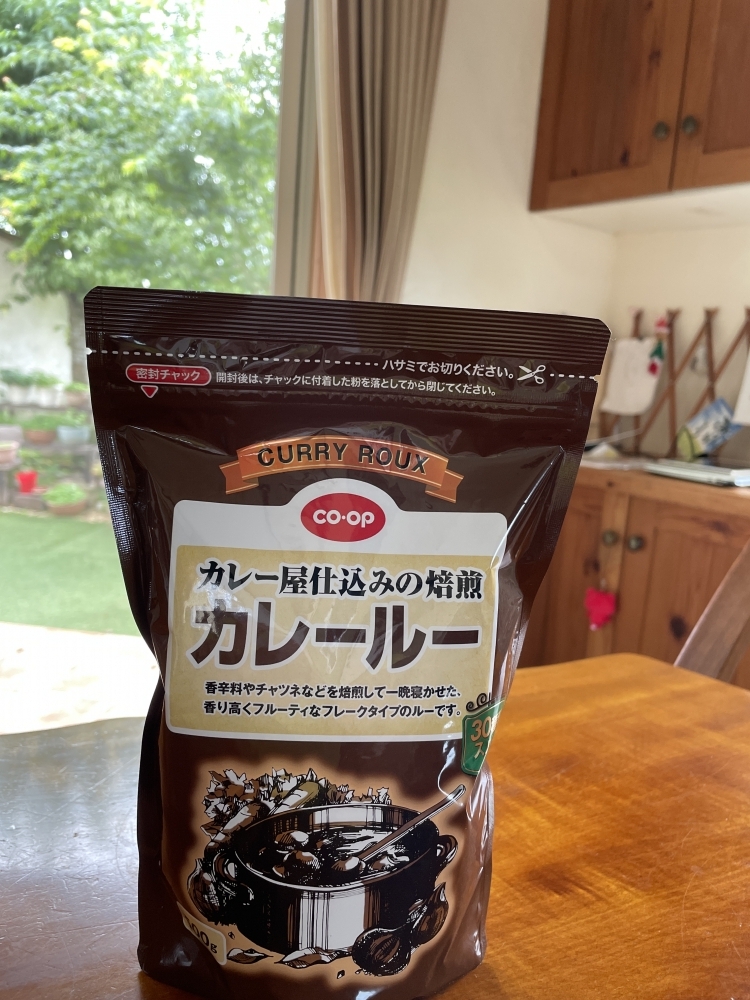 ハサミでお切りください。
密封チャック 開封後は、チャックに付着した粉を落としてから閉じてください。
CURRY ROUX
CO・OP
カレー屋仕込みの焙煎
カレールー
香辛料やチャツネなどを焙煎して一晩寝かせた、
香り高くフルーティなフレークタイプのルーです。
30